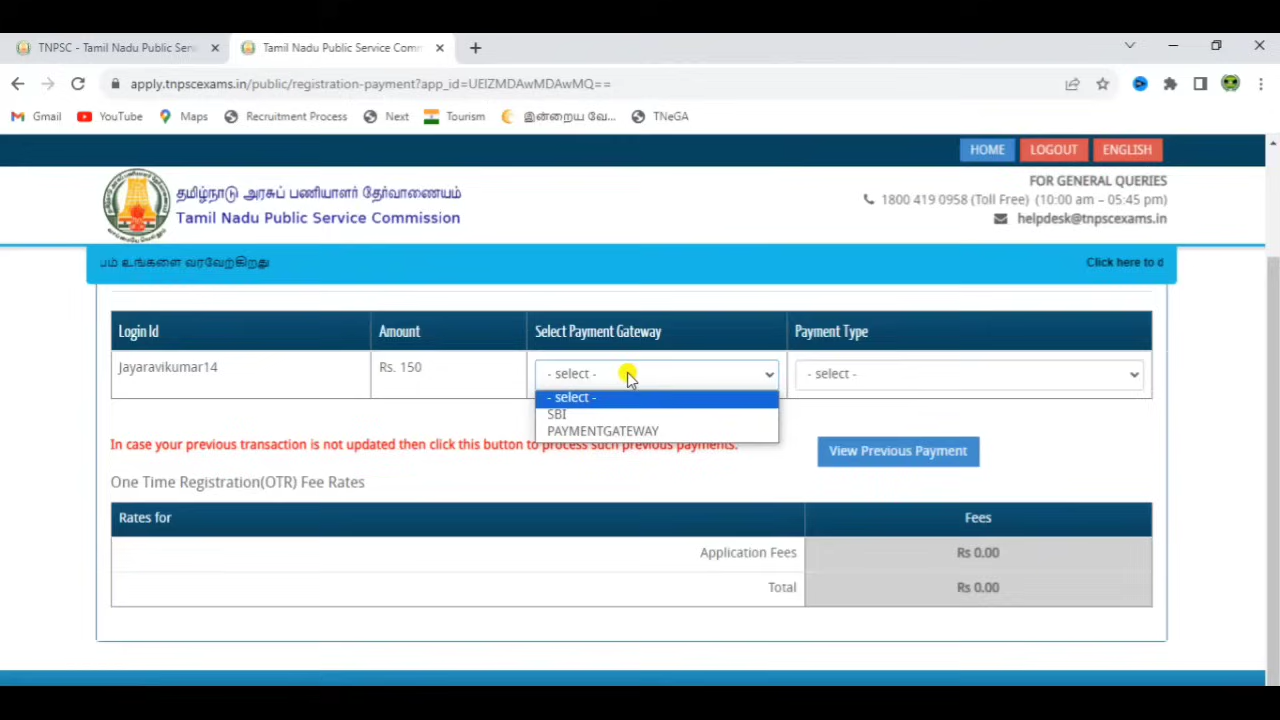 TNPSC - Tamil Nadu Public Serv
Tamil Nadu Public Service Comm
apply.tnpscexams.in/public/registration-payment?app_id=UElZMDAwMDAwMQ==
Gmail YouTube Maps Recruitment Process Next Tourism இன்றைய வே... TNeGA
HOME LOGOUT ENGLISH
தமிழ்நாடு அரசுப் பணியாளர் தேர்வாணையம்
Tamil Nadu Public Service Commission
FOR GENERAL QUERIES
1800 419 0958 (Toll Free) (10:00 am – 05:45 pm)
helpdesk@tnpscexams.in
பம் உங்களை வரவேற்கிறது Click here to d
Login Id Amount Select Payment Gateway Payment Type
Jayaravikumar14 Rs. 150 - select - - select -
- select -
SBI
PAYMENTGATEWAY
In case your previous transaction is not updated then click this button to process such previous payments.
View Previous Payment
One Time Registration(OTR) Fee Rates
Rates for Fees
Application Fees Rs 0.00
Total Rs 0.00